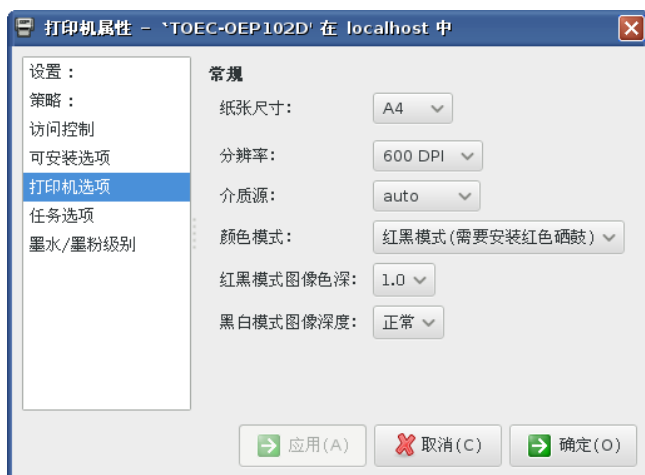 打印机属性 - `TOEC-OEP102D' 在 localhost 中
设置：
策略：
访问控制
可安装选项
打印机选项
任务选项
墨水/墨粉级别
常规
纸张尺寸: A4
分辨率: 600 DPI
介质源: auto
颜色模式: 红黑模式(需要安装红色硒鼓)
红黑模式图像色深: 1.0
黑白模式图像深度: 正常
应用(A) 取消(C) 确定(O)